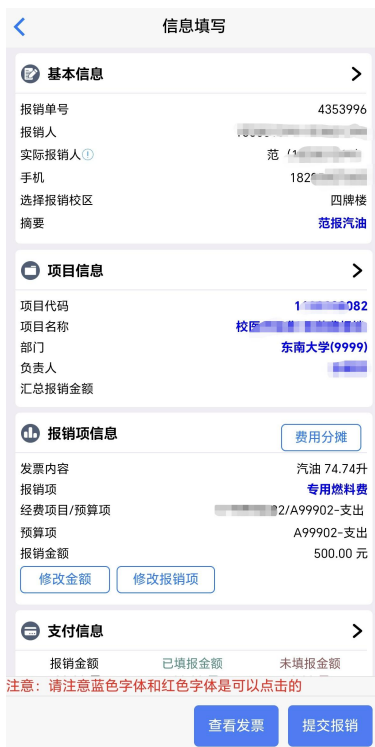 信息填写
基本信息
报销单号 4353996
报销人
实际报销人 范
手机 182
选择报销校区 四牌楼
摘要 范报汽油
项目信息
项目代码 082
项目名称 校医
部门 东南大学(9999)
负责人
汇总报销金额
报销项信息 费用分摊
发票内容 汽油 74.74升
报销项 专用燃料费
经费项目/预算项 2/A99902-支出
预算项 A99902-支出
报销金额 500.00 元
修改金额 修改报销项
支付信息
报销金额 已填报金额 未填报金额
注意：请注意蓝色字体和红色字体是可以点击的
查看发票 提交报销